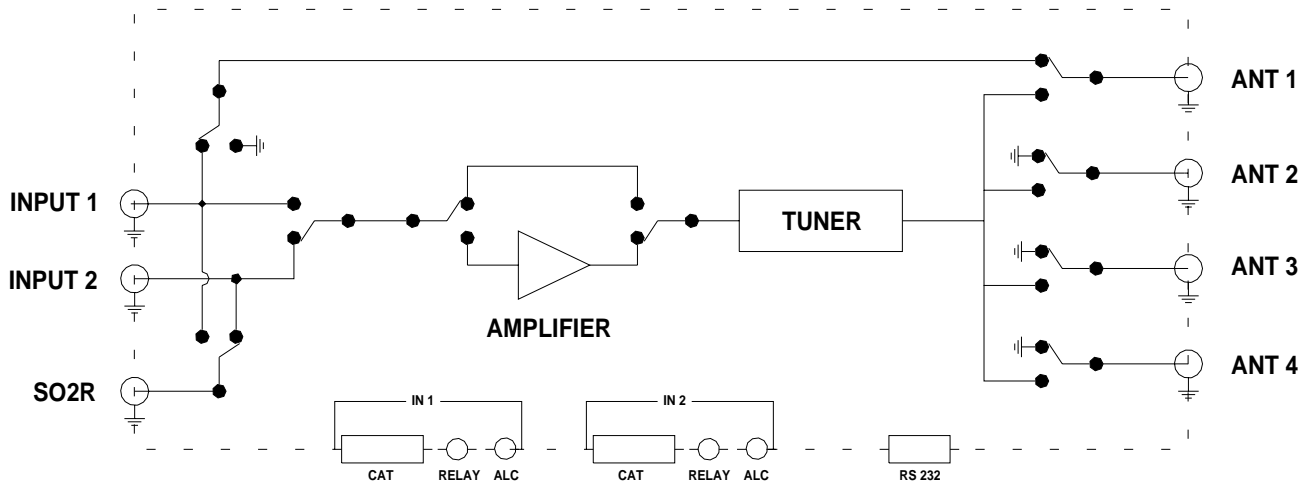 ANT 1
ANT 2
INPUT 1
TUNER
INPUT 2
ANT 3
AMPLIFIER
ANT 4
SO2R
IN 1
IN 2
CAT
RELAY
ALC
CAT
RELAY
ALC
RS 232